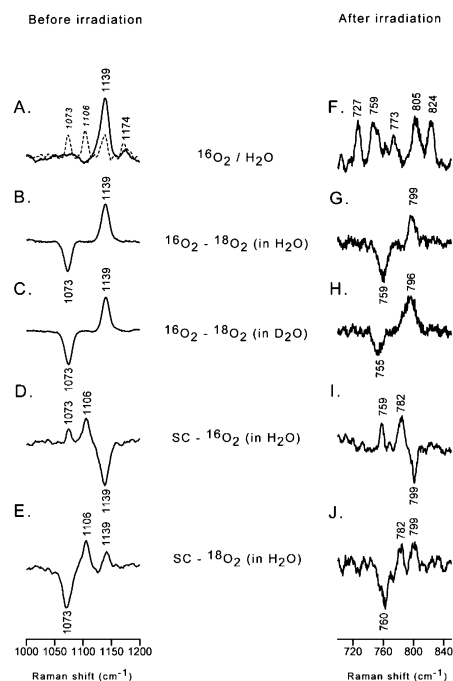 Before irradiation
After irradiation
A.
1073
1106
1139
1174
16O2 / H2O
F.
727
759
773
805
824
B.
1139
1073
16O2 - 18O2 (in H2O)
G.
799
759
C.
1139
1073
16O2 - 18O2 (in D2O)
H.
796
755
D.
1073
1106
1139
SC - 16O2 (in H2O)
I.
759
782
799
E.
1106
1139
1073
SC - 18O2 (in H2O)
J.
782
799
760
1000 1050 1100 1150 1200
720 760 800 840
Raman shift (cm-1)
Raman shift (cm-1)